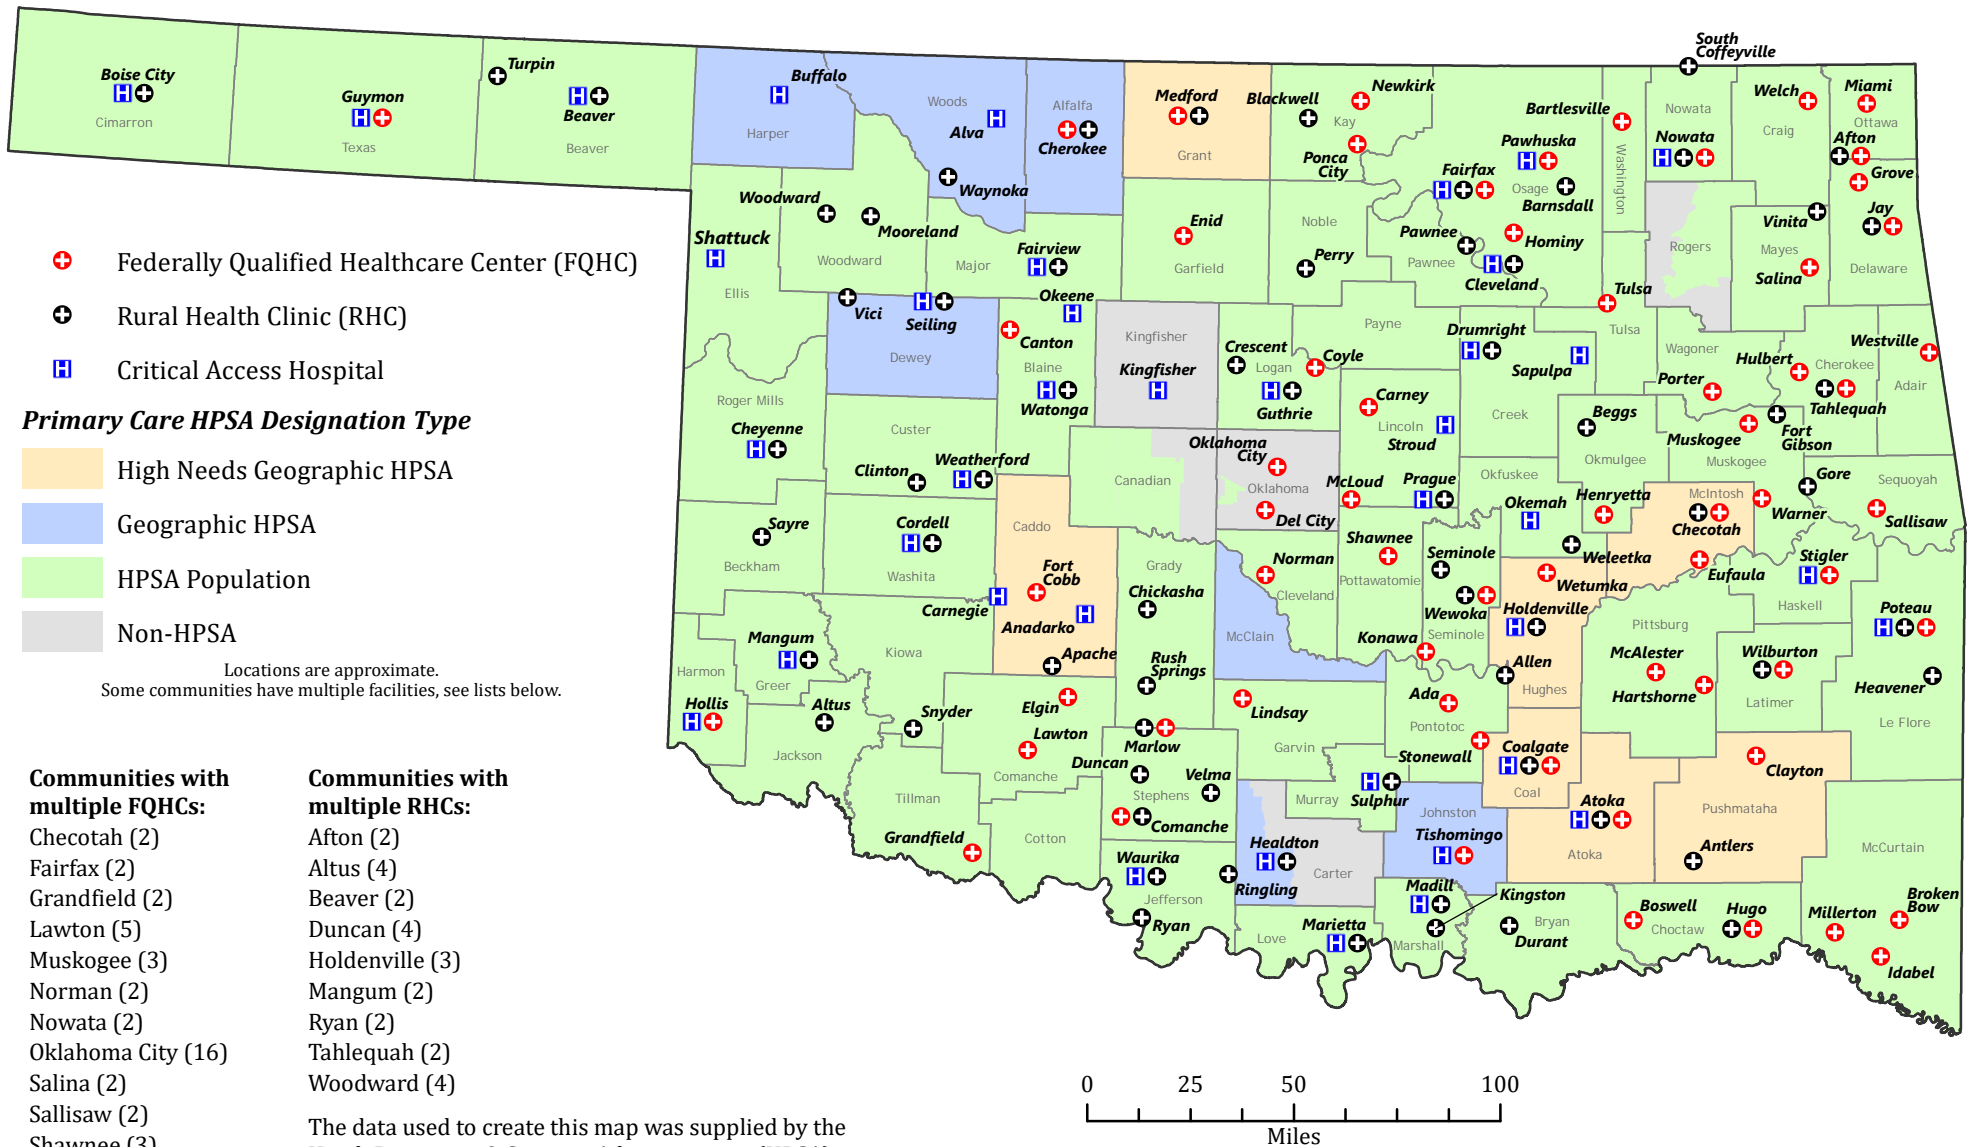 South
Coffeyville
Boise City
Cimarron
Guymon
Texas
Turpin
Beaver
Beaver
Buffalo
Harper
Woods
Alva
Waynoka
Alfalfa
Cherokee
Medford
Grant
Blackwell
Newkirk
Kay
Ponca
City
Bartlesville
Pawhuska
Fairfax
Osage
Barnsdall
Washington
Nowata
Nowata
Welch
Craig
Miami
Ottawa
Afton
Grove
Jay
Delaware
Vinita
Mayes
Salina
Rogers
Woodward
Mooreland
Woodward
Shattuck
Ellis
Fairview
Major
Enid
Garfield
Noble
Perry
Pawnee
Pawnee
Hominy
Cleveland
Tulsa
Tulsa
Vici
Seiling
Dewey
Okeene
Canton
Blaine
Watonga
Kingfisher
Kingfisher
Crescent
Logan
Coyle
Guthrie
Payne
Drumright
Sapulpa
Creek
Wagoner
Porter
Hulbert
Cherokee
Tahlequah
Westville
Adair
Roger Mills
Cheyenne
Custer
Clinton
Weatherford
Canadian
Oklahoma
City
Oklahoma
Del City
Carney
Lincoln
Stroud
McLoud
Prague
Beggs
Okmulgee
Okfuskee
Okemah
Henryetta
Weleetka
Muskogee
Muskogee
Fort
Gibson
Gore
Sequoyah
Sallisaw
McIntosh
Checotah
Warner
Eufaula
Stigler
Haskell
Sayre
Beckham
Cordell
Washita
Carnegie
Caddo
Fort
Cobb
Anadarko
Apache
Grady
Chickasha
Rush
Springs
Norman
Cleveland
McClain
Shawnee
Pottawatomie
Konawa
Seminole
Wewoka
Seminole
Wetumka
Holdenville
Allen
Hughes
Pittsburg
McAlester
Hartshorne
Wilburton
Latimer
Poteau
Heavener
Le Flore
Harmon
Hollis
Mangum
Greer
Kiowa
Altus
Jackson
Snyder
Tillman
Grandfield
Elgin
Lawton
Comanche
Cotton
Marlow
Duncan
Velma
Stephens
Comanche
Lindsay
Garvin
Murray
Sulphur
Ada
Pontotoc
Stonewall
Coalgate
Coal
Atoka
Atoka
Clayton
Pushmataha
Antlers
McCurtain
Johnston
Tishomingo
Healdton
Ringling
Carter
Waurika
Jefferson
Ryan
Love
Marietta
Madill
Marshall
Kingston
Bryan
Durant
Boswell
Choctaw
Hugo
Millerton
Broken
Bow
Idabel
Federally Qualified Healthcare Center (FQHC)
Rural Health Clinic (RHC)
H Critical Access Hospital
Primary Care HPSA Designation Type
High Needs Geographic HPSA
Geographic HPSA
HPSA Population
Non-HPSA
Locations are approximate.
Some communities have multiple facilities, see lists below.
Communities with
multiple FQHCs:
Checotah (2)
Fairfax (2)
Grandfield (2)
Lawton (5)
Muskogee (3)
Norman (2)
Nowata (2)
Oklahoma City (16)
Salina (2)
Sallisaw (2)
Shawnee (3)
Communities with
multiple RHCs:
Afton (2)
Altus (4)
Beaver (2)
Duncan (4)
Holdenville (3)
Mangum (2)
Ryan (2)
Tahlequah (2)
Woodward (4)
The data used to create this map was supplied by the
0 25 50 100
Miles